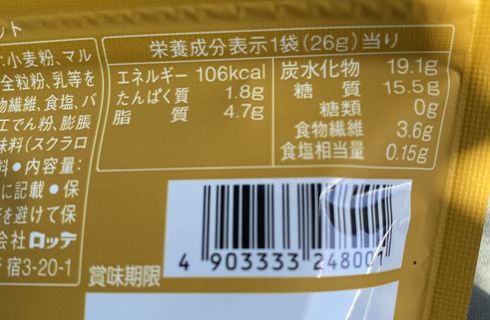 ット
小麦粉、マル
全粒粉、乳等を
物繊維、食塩、バ
工でん粉、膨脹
味料(スクラロ
料●内容量:
に記載●保
を避けて保
会社ロッテ
宿3-20-1
栄養成分表示1袋(26g)当り
エネルギー 106kcal
たんぱく質 1.8g
脂質 4.7g
炭水化物 19.1g
糖質 15.5g
糖類 0g
食物繊維 3.6g
食塩相当量 0.15g
4 903333 248001
賞味期限